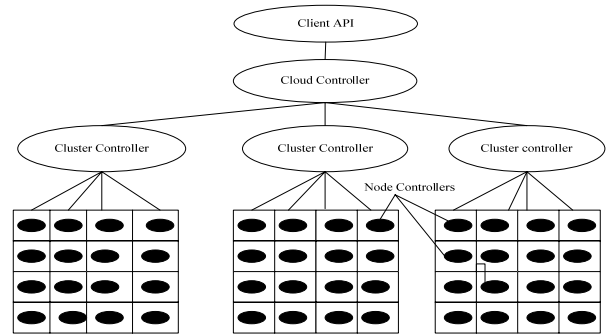 Client API
Cloud Controller
Cluster Controller
Cluster Controller
Cluster controller
Node Controllers